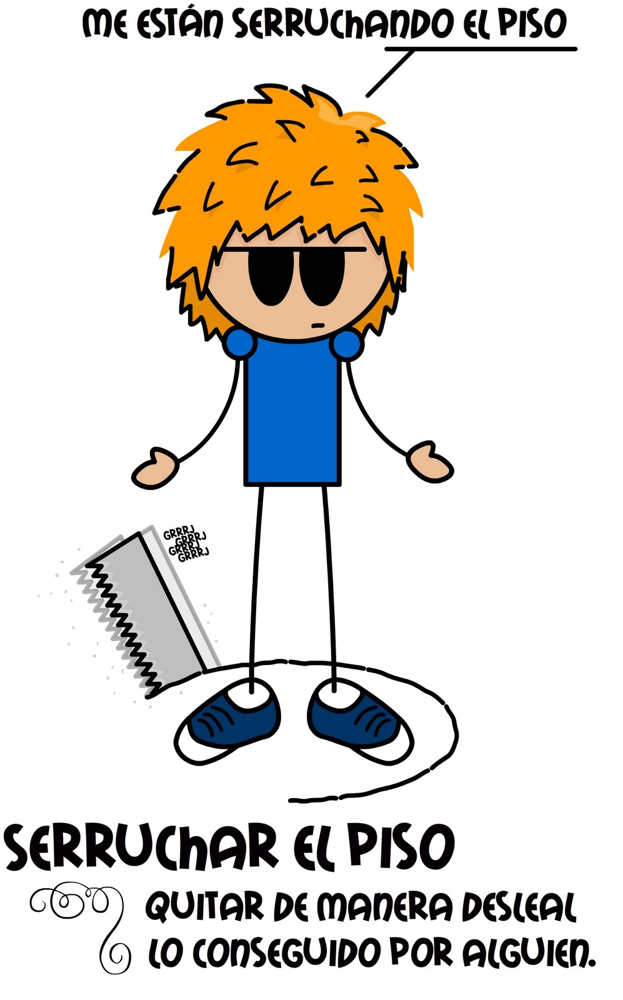 ME ESTÁN SERRUCHANDO EL PISO
GRRRJ
GRRRJ
GRRRJ
GRRRJ
SERRUCHAR EL PISO
QUITAR DE MANERA DESLEAL
LO CONSEGUIDO POR ALGUIEN.